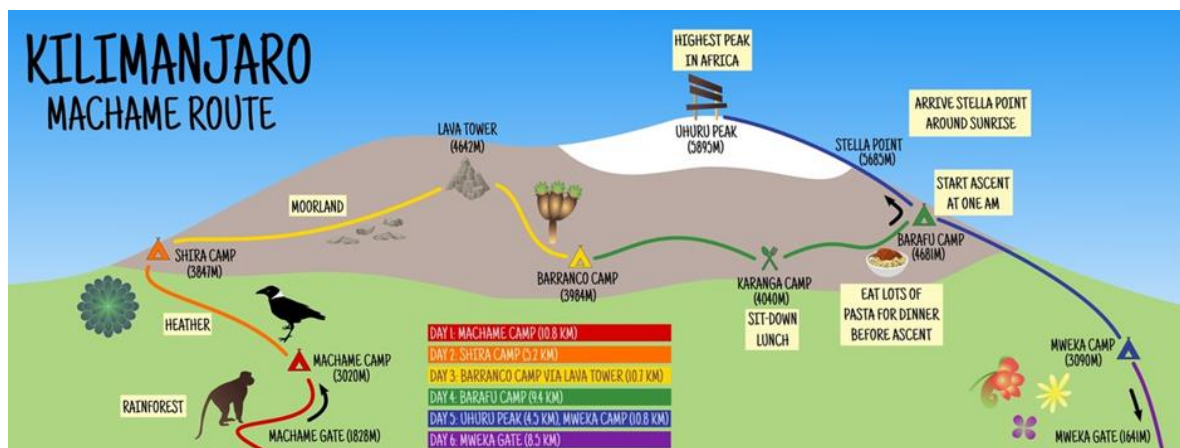 KILIMANJARO
MACHAME ROUTE
HIGHEST PEAK
IN AFRICA
UHURU PEAK
(5895M)
ARRIVE STELLA POINT
AROUND SUNRISE
STELLA POINT
(5685M)
LAVA TOWER
(4642M)
START ASCENT
AT ONE AM
MOORLAND
BARAFU CAMP
(4681M)
SHIRA CAMP
(3847M)
BARRANCO CAMP
(3984M)
KARANGA CAMP
(4040M)
SIT-DOWN
LUNCH
EAT LOTS OF
PASTA FOR DINNER
BEFORE ASCENT
HEATHER
MACHAME CAMP
(3020M)
RAINFOREST
MACHAME GATE (1828M)
DAY 1: MACHAME CAMP (10.8 KM)
DAY 2: SHIRA CAMP (5.2 KM)
DAY 3: BARRANCO CAMP VIA LAVA TOWER (10.7 KM)
DAY 4: BARAFU CAMP (9.4 KM)
DAY 5: UHURU PEAK (4.5 KM), MWEKA CAMP (10.8 KM)
DAY 6: MWEKA GATE (8.5 KM)
MWEKA CAMP
(3090M)
MWEKA GATE (1641M)